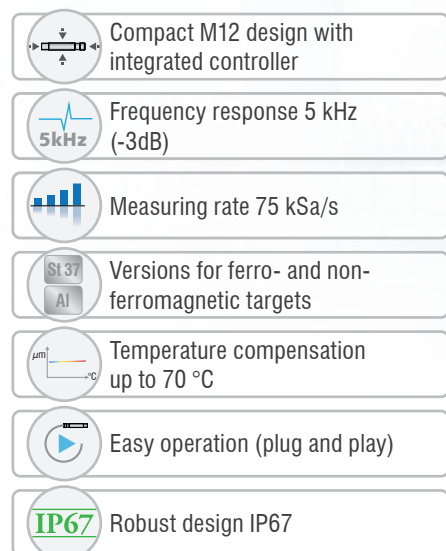 Compact M12 design with
integrated controller
5kHz
Frequency response 5 kHz
(-3dB)
Measuring rate 75 kSa/s
St 37
Al
Versions for ferro- and non-
ferromagnetic targets
µm
°C
Temperature compensation
up to 70 °C
Easy operation (plug and play)
IP67
Robust design IP67